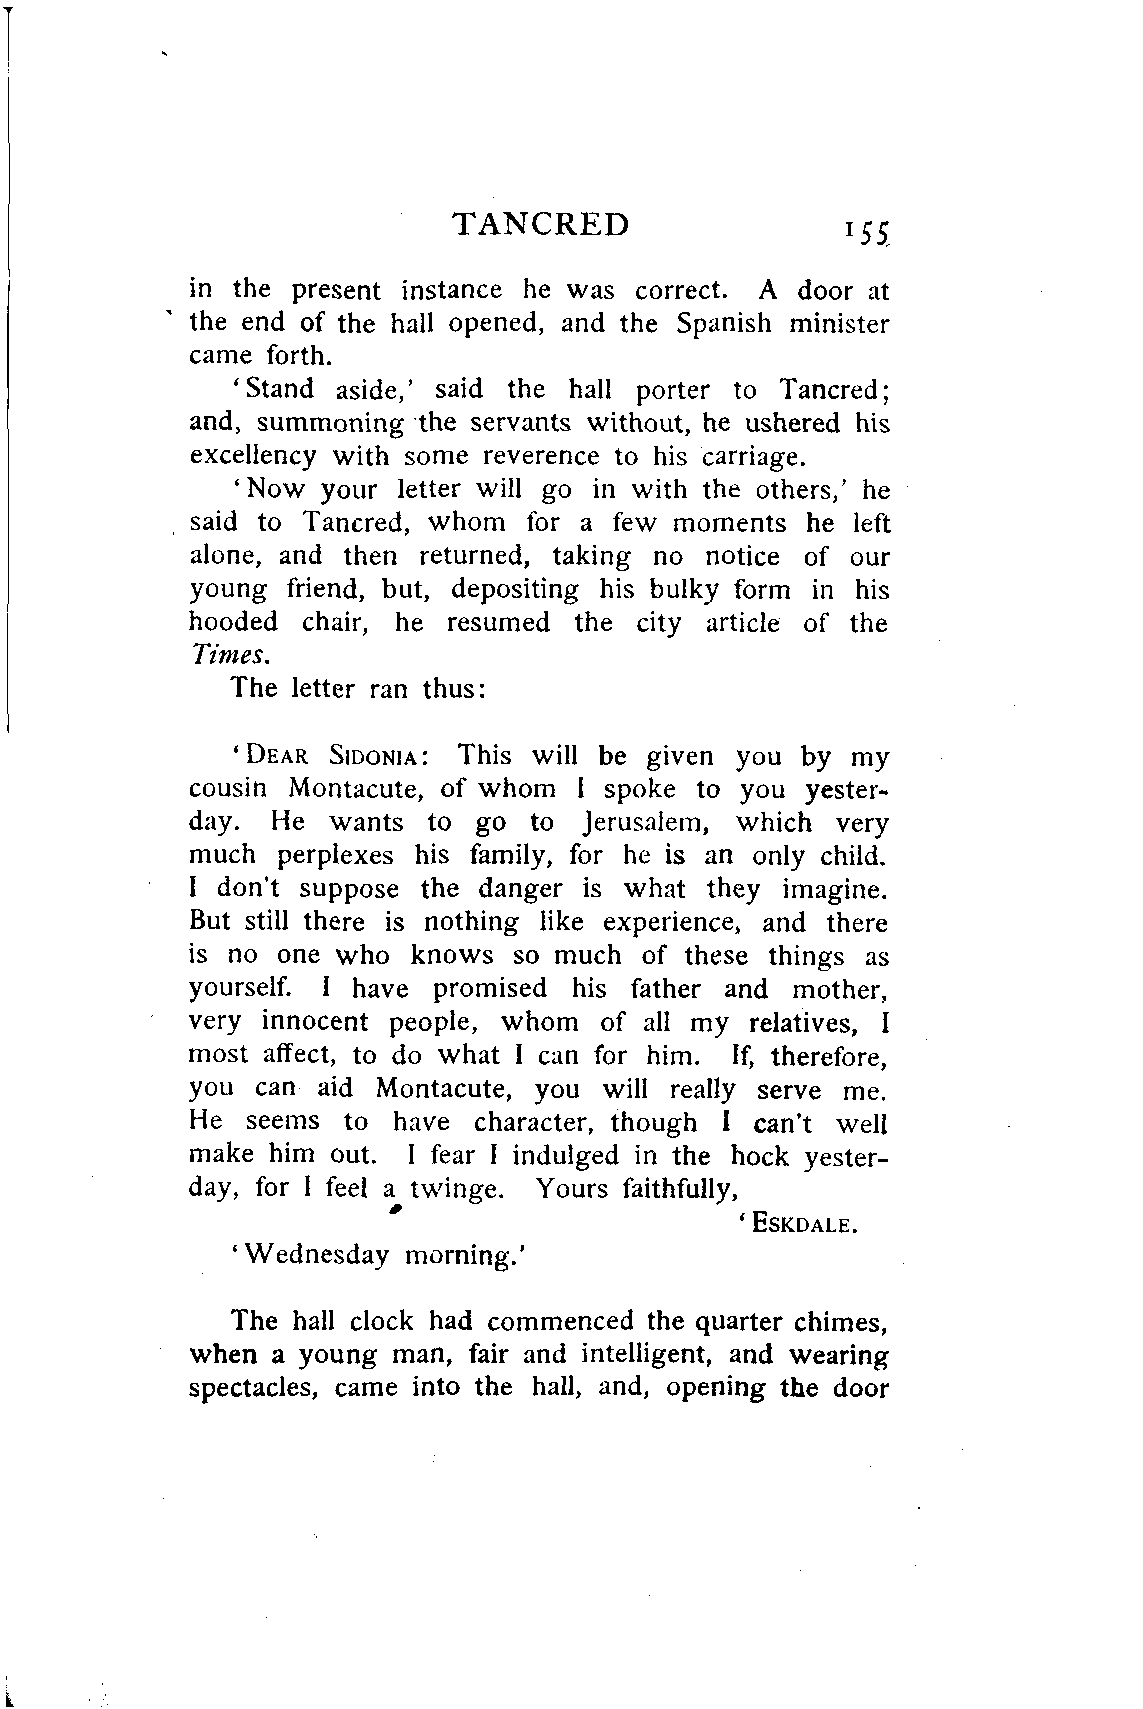 TANCRED 155
in the present instance he was correct. A door at
the end of the hall opened, and the Spanish minister
came forth.
‘Stand aside,’ said the hall porter to Tancred;
and, summoning the servants without, he ushered his
excellency with some reverence to his carriage.
‘Now your letter will go in with the others,’ he
said to Tancred, whom for a few moments he left
alone, and then returned, taking no notice of our
young friend, but, depositing his bulky form in his
hooded chair, he resumed the city article of the
Times.
The letter ran thus:
‘DEAR SIDONIA: This will be given you by my
cousin Montacute, of whom I spoke to you yester-
day. He wants to go to Jerusalem, which very
much perplexes his family, for he is an only child.
I don’t suppose the danger is what they imagine.
But still there is nothing like experience, and there
is no one who knows so much of these things as
yourself. I have promised his father and mother,
very innocent people, whom of all my relatives, I
most affect, to do what I can for him. If, therefore,
you can aid Montacute, you will really serve me.
He seems to have character, though I can’t well
make him out. I fear I indulged in the hock yester-
day, for I feel a twinge. Yours faithfully,
‘ESKDALE.
‘Wednesday morning.’
The hall clock had commenced the quarter chimes,
when a young man, fair and intelligent, and wearing
spectacles, came into the hall, and, opening the door